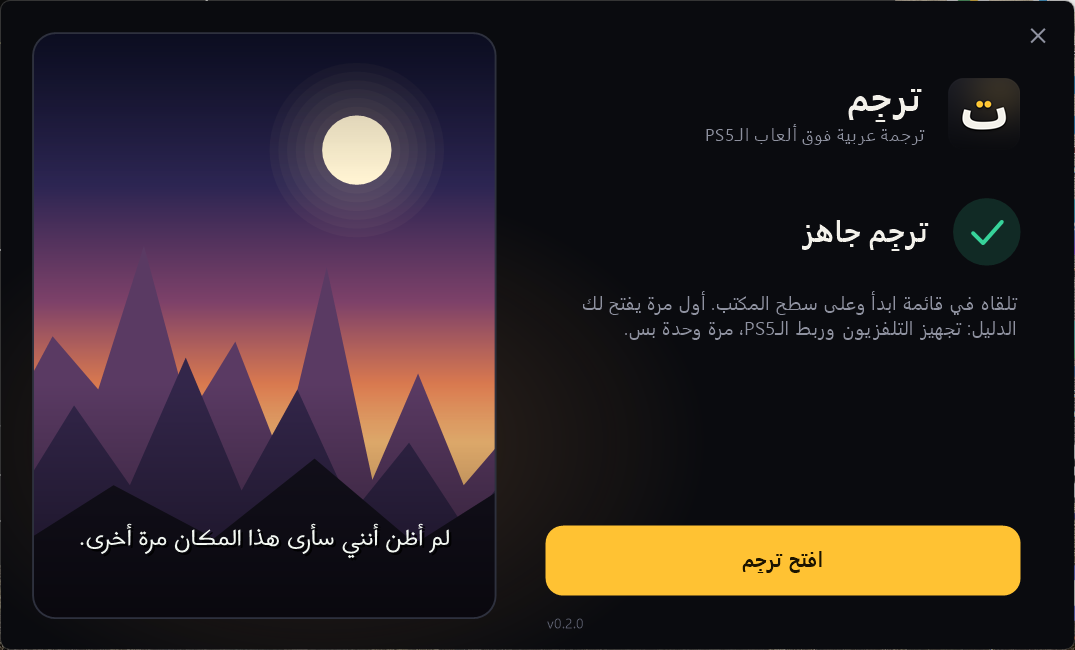 ت
ترجِم
ترجمة عربية فوق ألعاب الـPS5
ترجِم جاهز
تلقاه في قائمة ابدأ وعلى سطح المكتب. أول مرة يفتح لك
الدليل: تجهيز التلفزيون وربط الـPS5، مرة وحدة بس.
لم أظن أنني سأرى هذا المكان مرة أخرى.
افتح ترجِم
v0.2.0